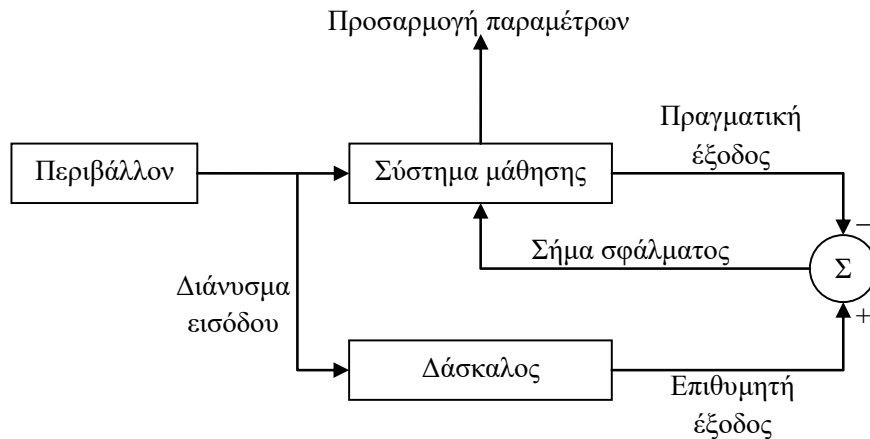 Προσαρμογή παραμέτρων
Πραγματική
έξοδος
Περιβάλλον
Σύστημα μάθησης
−
Σήμα σφάλματος
Σ
Διάνυσμα
εισόδου
+
Δάσκαλος
Επιθυμητή
έξοδος